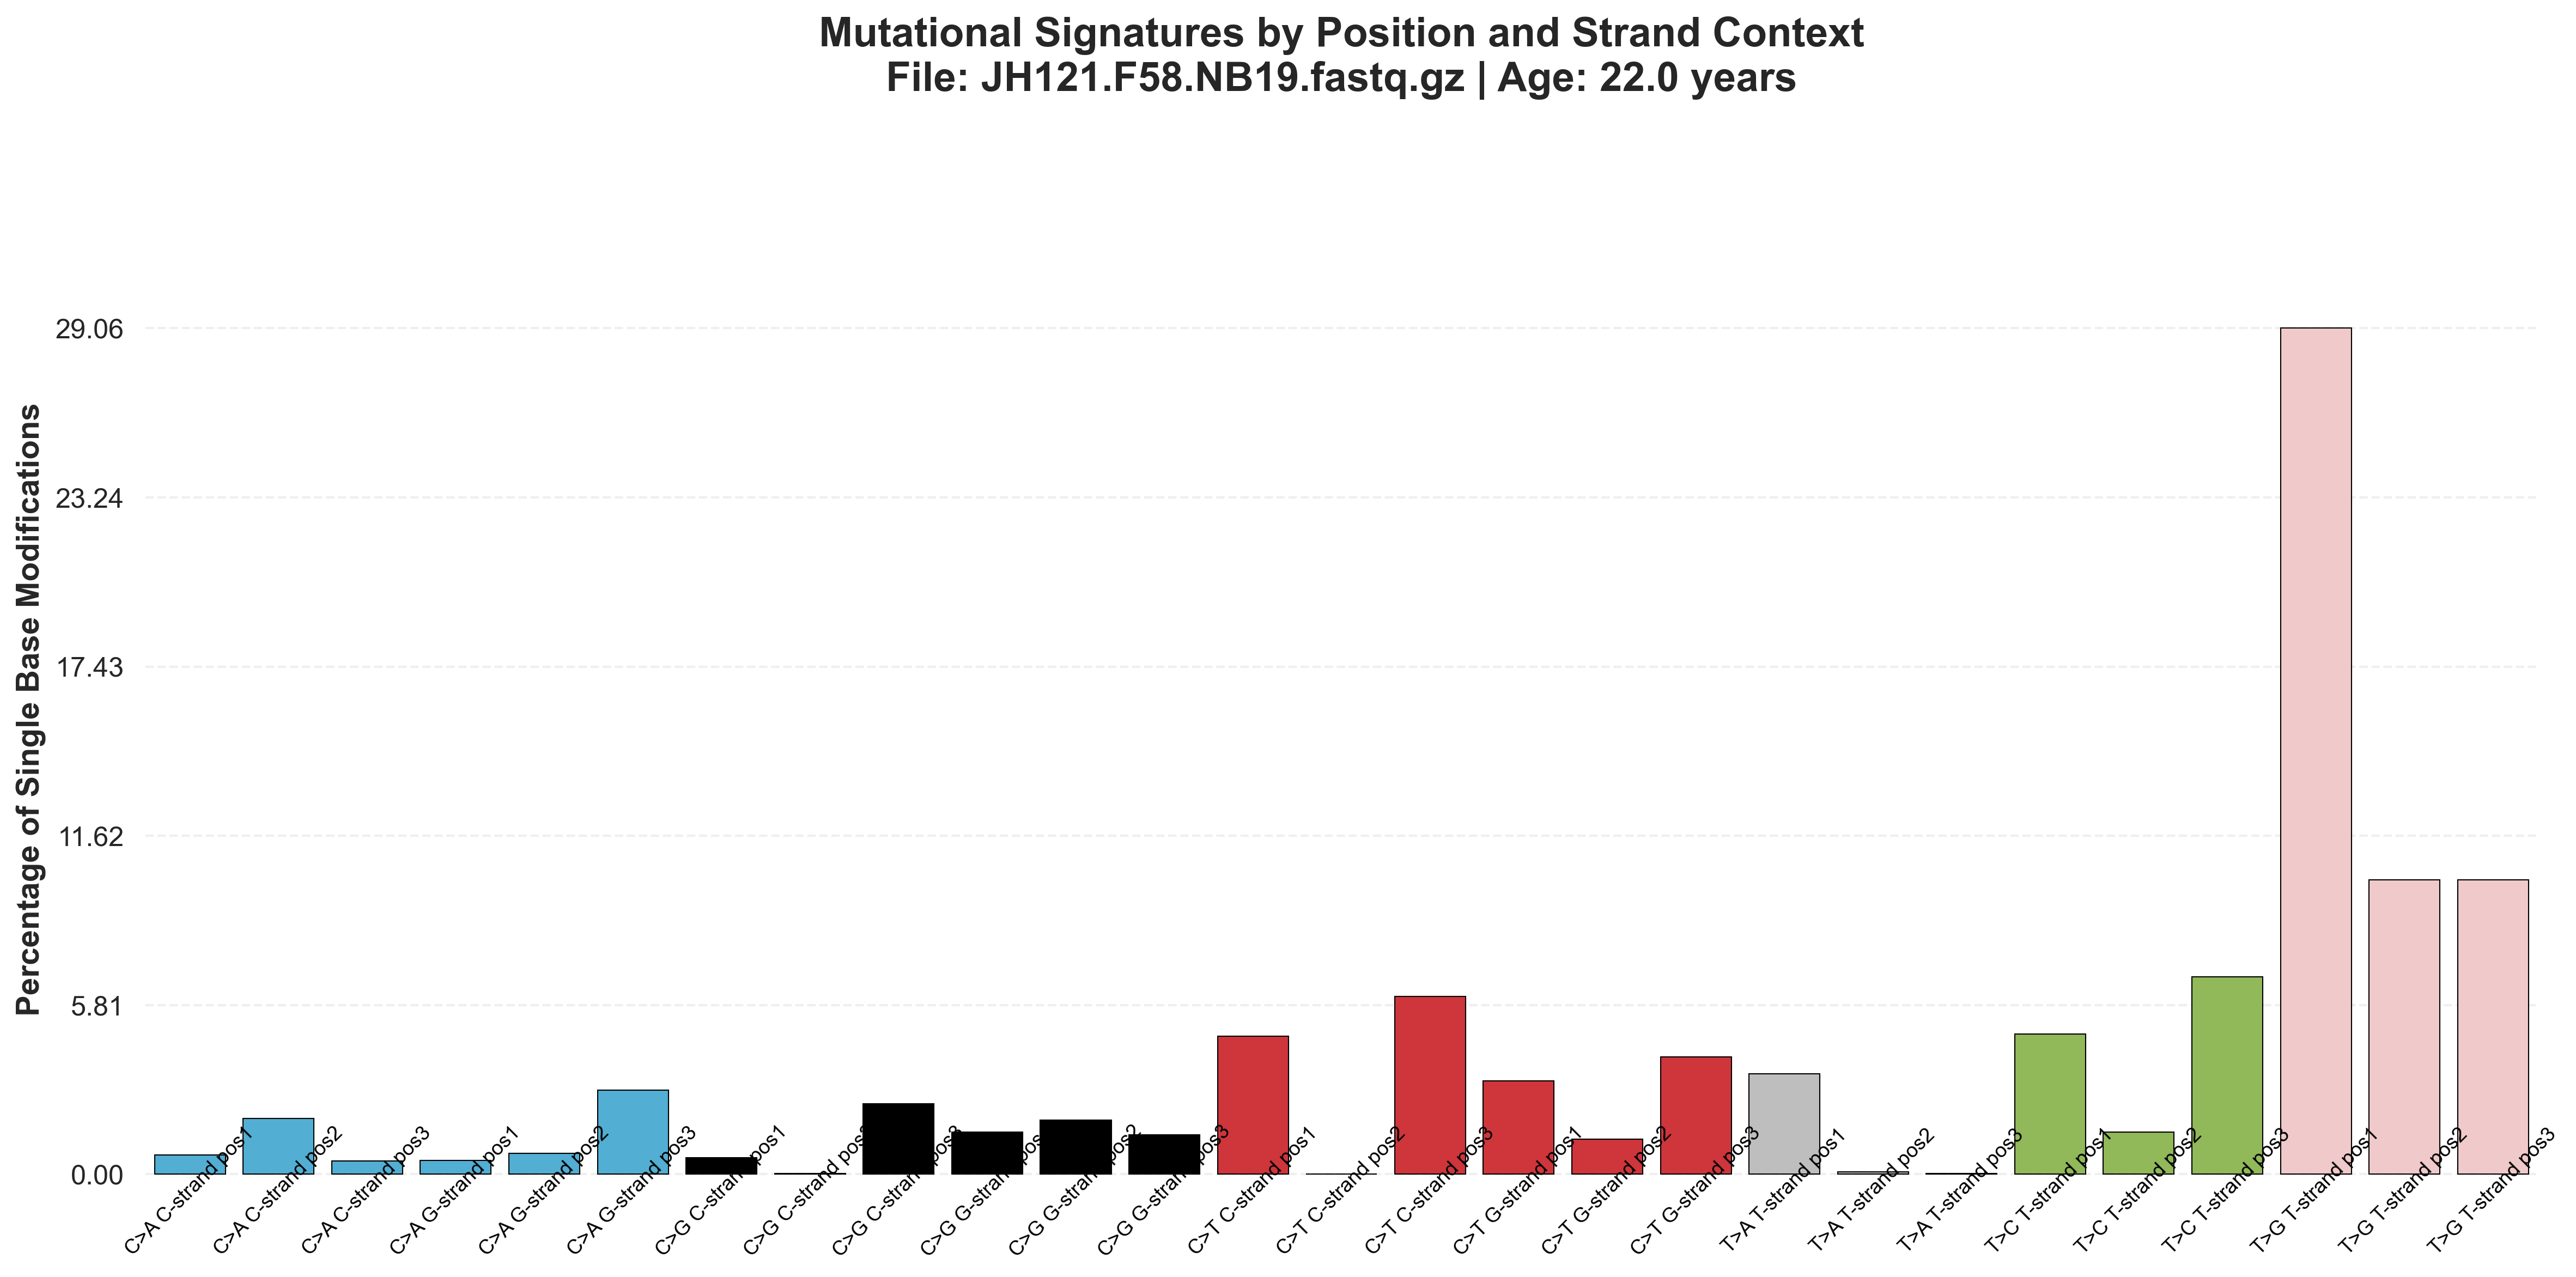 Mutational Signatures by Position and Strand Context
File: JH121.F58.NB19.fastq.gz | Age: 22.0 years
Percentage of Single Base Modifications
29.06
23.24
17.43
11.62
5.81
0.00
C>A C-strand pos1
C>A C-strand pos2
C>A C-strand pos3
C>A G-strand pos1
C>A G-strand pos2
C>A G-strand pos3
C>G C-strand pos1
C>G C-strand pos2
C>G C-strand pos3
C>G G-strand pos1
C>G G-strand pos2
C>G G-strand pos3
C>T C-strand pos1
C>T C-strand pos2
C>T C-strand pos3
C>T G-strand pos1
C>T G-strand pos2
C>T G-strand pos3
T>A T-strand pos1
T>A T-strand pos2
T>A T-strand pos3
T>C T-strand pos1
T>C T-strand pos2
T>C T-strand pos3
T>G T-strand pos1
T>G T-strand pos2
T>G T-strand pos3